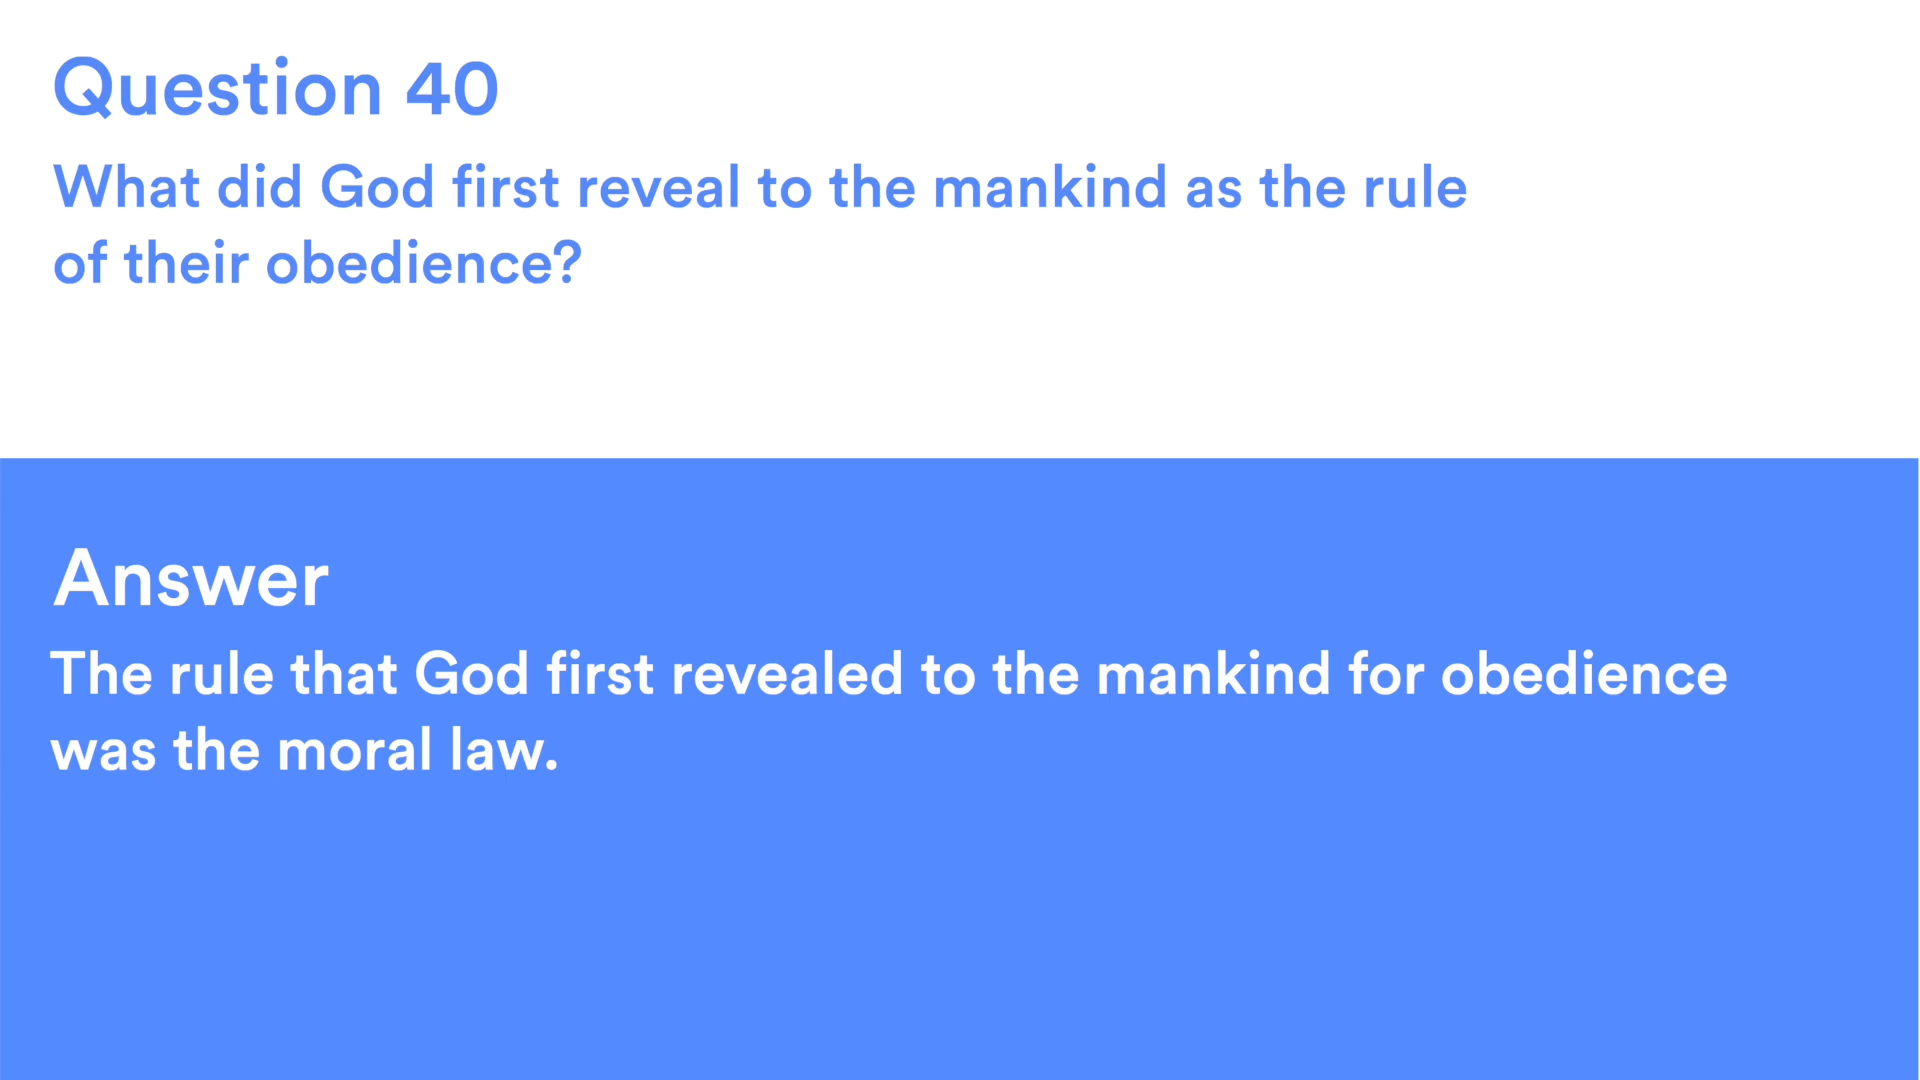 Question 40
What did God first reveal to the mankind as the rule
of their obedience?
Answer
The rule that God first revealed to the mankind for obedience
was the moral law.